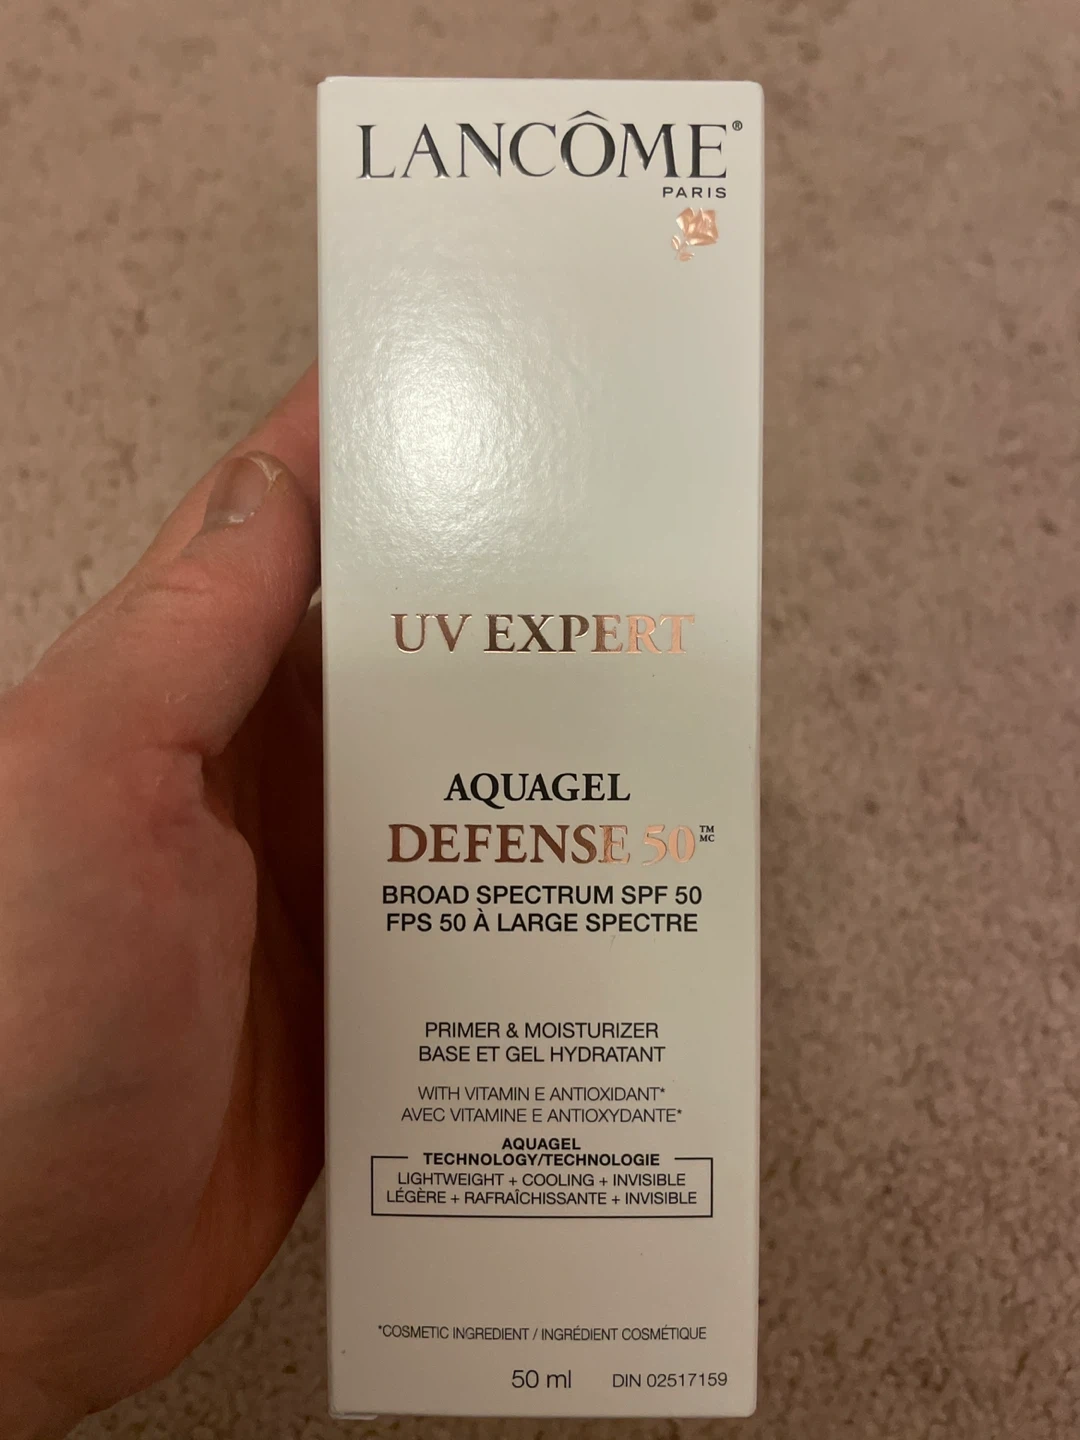 LANCÔME®
PARIS
UV EXPERT
AQUAGEL
DEFENSE 50™ MC
BROAD SPECTRUM SPF 50
FPS 50 À LARGE SPECTRE
PRIMER & MOISTURIZER
BASE ET GEL HYDRATANT
WITH VITAMIN E ANTIOXIDANT*
AVEC VITAMINE E ANTIOXYDANTE*
AQUAGEL
TECHNOLOGY/TECHNOLOGIE
LIGHTWEIGHT + COOLING + INVISIBLE
LÉGÈRE + RAFRAÎCHISSANTE + INVISIBLE
*COSMETIC INGREDIENT / INGRÉDIENT COSMÉTIQUE
50 ml DIN 02517159